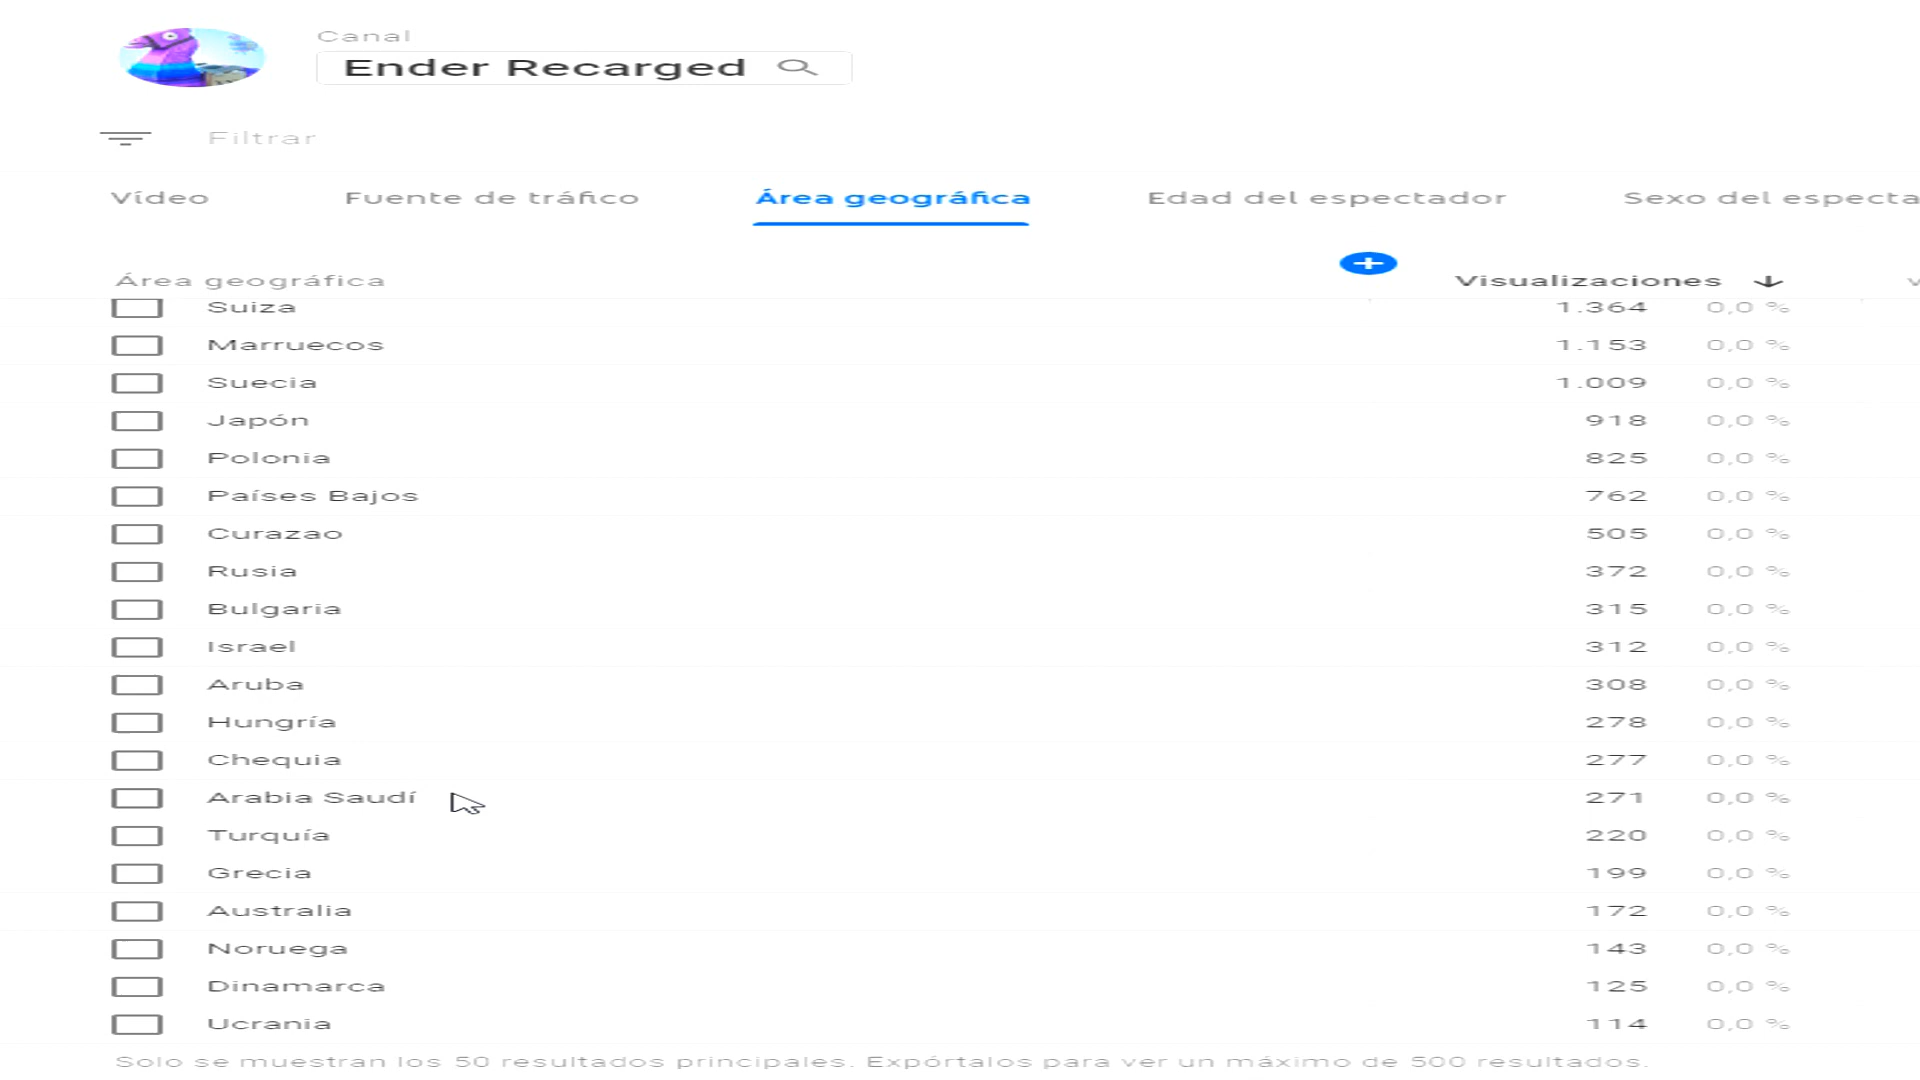 Canal
Ender Recarged
Filtrar
Vídeo Fuente de tráfico Área geográfica Edad del espectador Sexo del especta
Área geográfica Visualizaciones
Suiza 1.364 0,0 %
Marruecos 1.153 0,0 %
Suecia 1.009 0,0 %
Japón 918 0,0 %
Polonia 825 0,0 %
Países Bajos 762 0,0 %
Curazao 505 0,0 %
Rusia 372 0,0 %
Bulgaria 315 0,0 %
Israel 312 0,0 %
Aruba 308 0,0 %
Hungría 278 0,0 %
Chequia 277 0,0 %
Arabia Saudí 271 0,0 %
Turquía 220 0,0 %
Grecia 199 0,0 %
Australia 172 0,0 %
Noruega 143 0,0 %
Dinamarca 125 0,0 %
Ucrania 114 0,0 %
Solo se muestran los 50 resultados principales. Expórtalos para ver un máximo de 500 resultados.